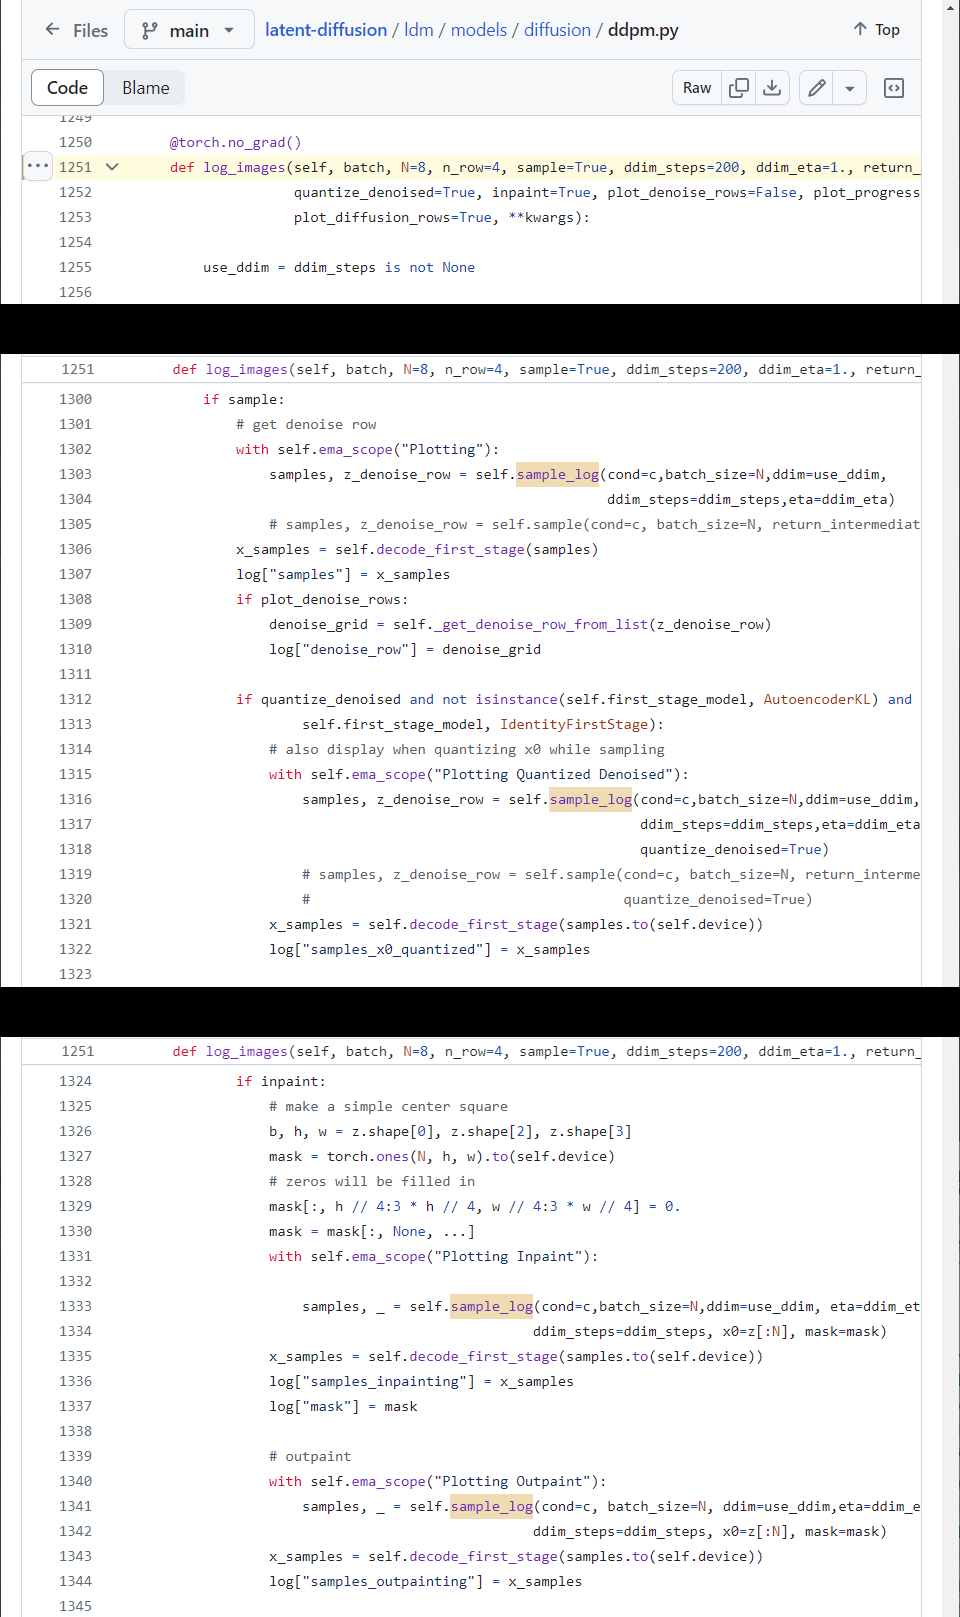 ← Files main latent-diffusion / ldm / models / diffusion / ddpm.py ↑ Top
Code Blame Raw
1249
1250 @torch.no_grad()
1251 def log_images(self, batch, N=8, n_row=4, sample=True, ddim_steps=200, ddim_eta=1., return_
1252 quantize_denoised=True, inpaint=True, plot_denoise_rows=False, plot_progress
1253 plot_diffusion_rows=True, **kwargs):
1254
1255 use_ddim = ddim_steps is not None
1256
1251 def log_images(self, batch, N=8, n_row=4, sample=True, ddim_steps=200, ddim_eta=1., return_
1300 if sample:
1301 # get denoise row
1302 with self.ema_scope("Plotting"):
1303 samples, z_denoise_row = self.sample_log(cond=c,batch_size=N,ddim=use_ddim,
1304 ddim_steps=ddim_steps,eta=ddim_eta)
1305 # samples, z_denoise_row = self.sample(cond=c, batch_size=N, return_intermediat
1306 x_samples = self.decode_first_stage(samples)
1307 log["samples"] = x_samples
1308 if plot_denoise_rows:
1309 denoise_grid = self._get_denoise_row_from_list(z_denoise_row)
1310 log["denoise_row"] = denoise_grid
1311
1312 if quantize_denoised and not isinstance(self.first_stage_model, AutoencoderKL) and
1313 self.first_stage_model, IdentityFirstStage):
1314 # also display when quantizing x0 while sampling
1315 with self.ema_scope("Plotting Quantized Denoised"):
1316 samples, z_denoise_row = self.sample_log(cond=c,batch_size=N,ddim=use_ddim,
1317 ddim_steps=ddim_steps,eta=ddim_eta
1318 quantize_denoised=True)
1319 # samples, z_denoise_row = self.sample(cond=c, batch_size=N, return_interme
1320 # quantize_denoised=True)
1321 x_samples = self.decode_first_stage(samples.to(self.device))
1322 log["samples_x0_quantized"] = x_samples
1323
1251 def log_images(self, batch, N=8, n_row=4, sample=True, ddim_steps=200, ddim_eta=1., return_
1324 if inpaint:
1325 # make a simple center square
1326 b, h, w = z.shape[0], z.shape[2], z.shape[3]
1327 mask = torch.ones(N, h, w).to(self.device)
1328 # zeros will be filled in
1329 mask[:, h // 4:3 * h // 4, w // 4:3 * w // 4] = 0.
1330 mask = mask[:, None, ...]
1331 with self.ema_scope("Plotting Inpaint"):
1332
1333 samples, _ = self.sample_log(cond=c,batch_size=N,ddim=use_ddim, eta=ddim_et
1334 ddim_steps=ddim_steps, x0=z[:N], mask=mask)
1335 x_samples = self.decode_first_stage(samples.to(self.device))
1336 log["samples_inpainting"] = x_samples
1337 log["mask"] = mask
1338
1339 # outpaint
1340 with self.ema_scope("Plotting Outpaint"):
1341 samples, _ = self.sample_log(cond=c, batch_size=N, ddim=use_ddim,eta=ddim_e
1342 ddim_steps=ddim_steps, x0=z[:N], mask=mask)
1343 x_samples = self.decode_first_stage(samples.to(self.device))
1344 log["samples_outpainting"] = x_samples
1345